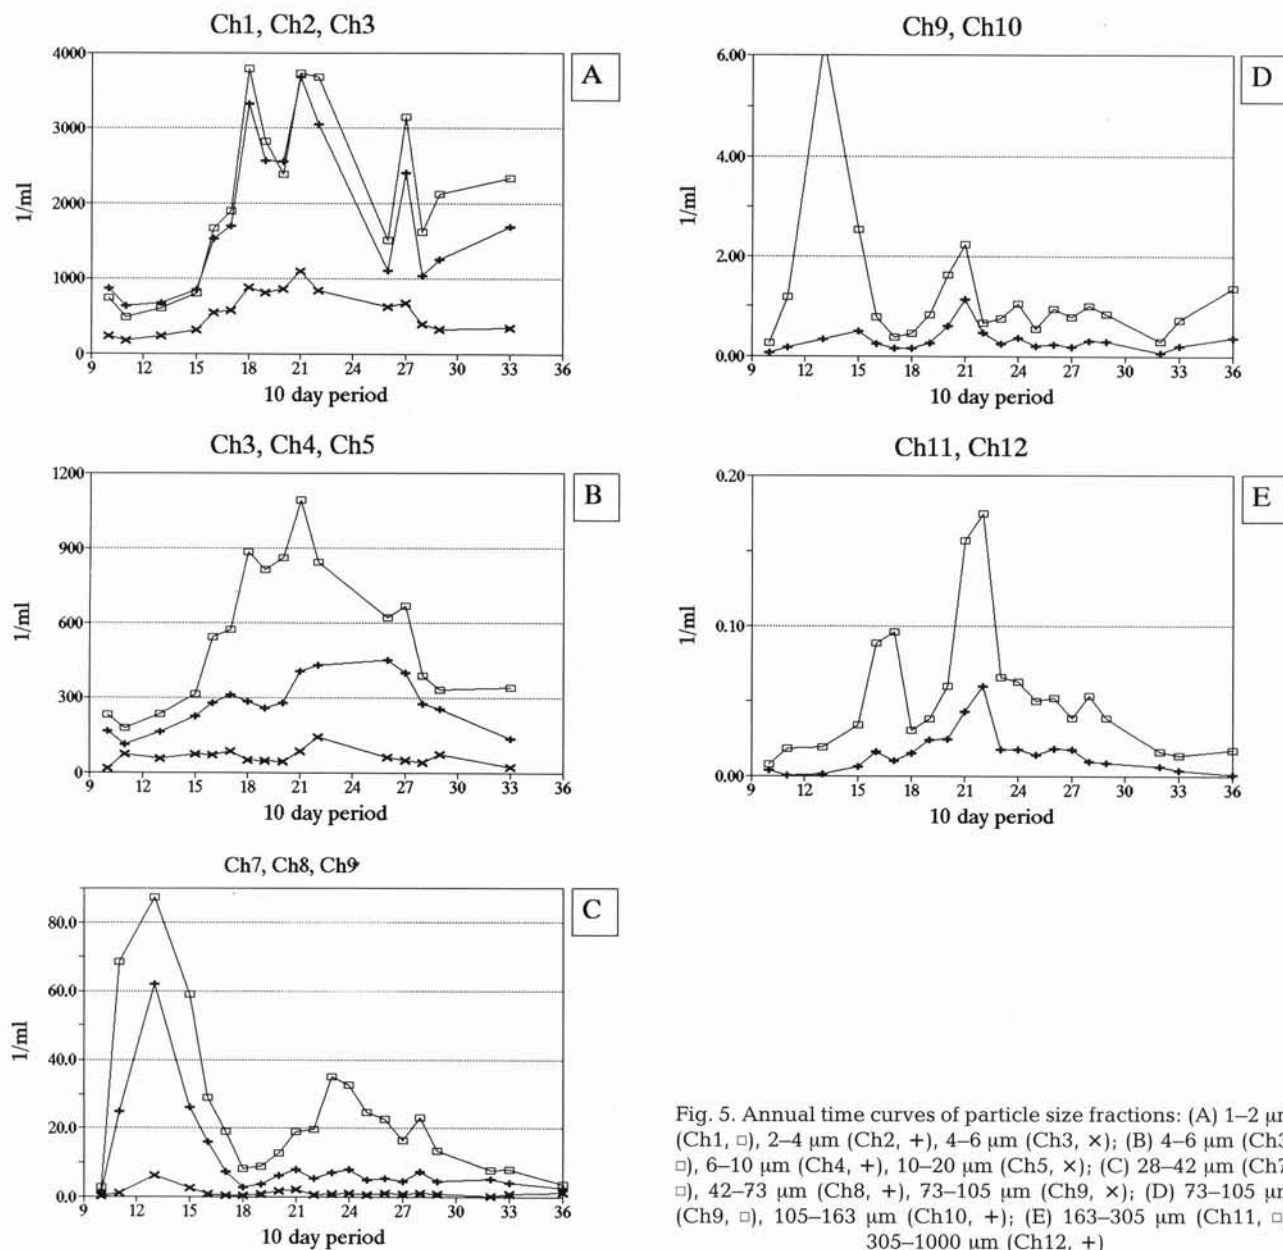 Ch1, Ch2, Ch3
A
4000
3000
2000
1000
0
1/ml
9 12 15 18 21 24 27 30 33 36
10 day period
Ch3, Ch4, Ch5
B
1200
900
600
300
0
1/ml
9 12 15 18 21 24 27 30 33 36
10 day period
Ch7, Ch8, Ch9
C
80.0
60.0
40.0
20.0
0.0
1/ml
9 12 15 18 21 24 27 30 33 36
10 day period
Ch9, Ch10
D
6.00
4.00
2.00
0.00
1/ml
9 12 15 18 21 24 27 30 33 36
10 day period
Ch11, Ch12
E
0.20
0.10
0.00
1/ml
9 12 15 18 21 24 27 30 33 36
10 day period
Fig. 5. Annual time curves of particle size fractions: (A) 1–2 µm
(Ch1, □), 2–4 µm (Ch2, +), 4–6 µm (Ch3, ×); (B) 4–6 µm (Ch3
□), 6–10 µm (Ch4, +), 10–20 µm (Ch5, ×); (C) 28–42 µm (Ch7
□), 42–73 µm (Ch8, +), 73–105 µm (Ch9, ×); (D) 73–105 µm
(Ch9, □), 105–163 µm (Ch10, +); (E) 163–305 µm (Ch11, □
305–1000 µm (Ch12, +)